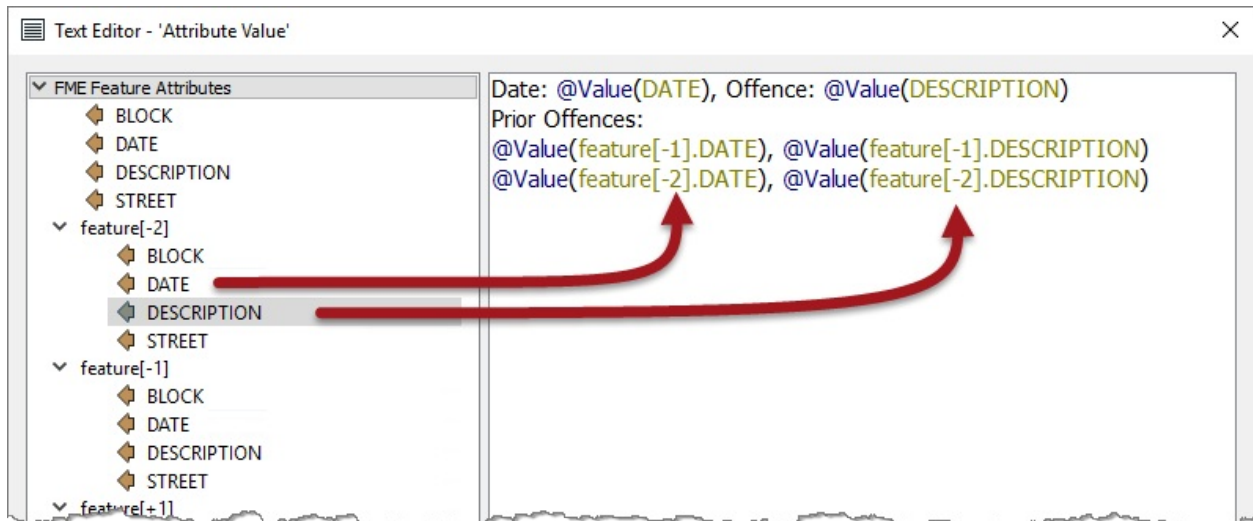 Text Editor - 'Attribute Value'
FME Feature Attributes
BLOCK
DATE
DESCRIPTION
STREET
feature[-2]
BLOCK
DATE
DESCRIPTION
STREET
feature[-1]
BLOCK
DATE
DESCRIPTION
STREET
feature[+1]
Date: @Value(DATE), Offence: @Value(DESCRIPTION)
Prior Offences:
@Value(feature[-1].DATE), @Value(feature[-1].DESCRIPTION)
@Value(feature[-2].DATE), @Value(feature[-2].DESCRIPTION)